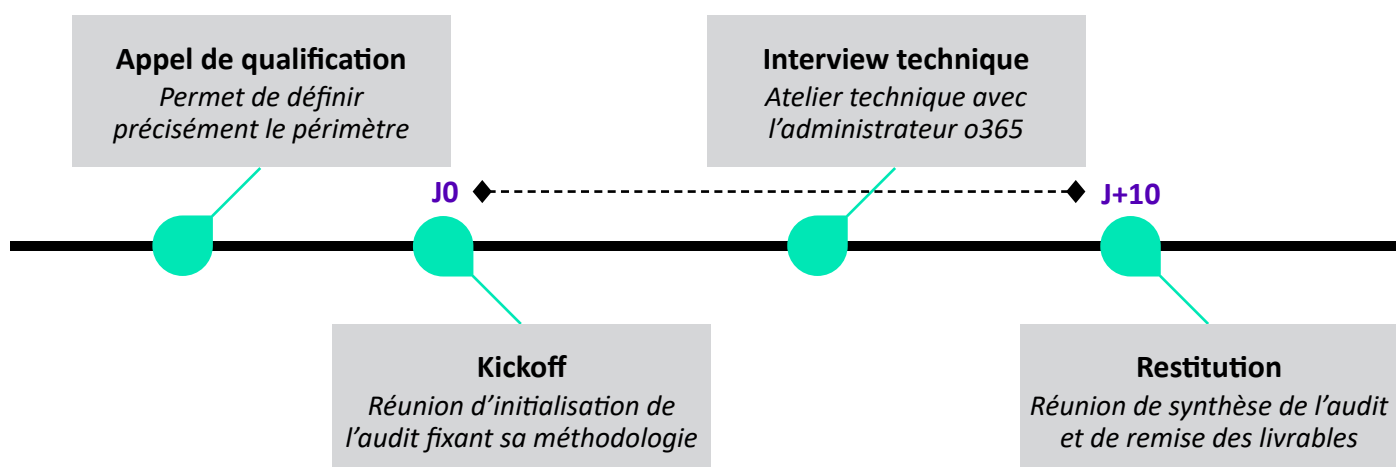 Appel de qualification
Permet de définir
précisément le périmètre
Interview technique
Atelier technique avec
l'administrateur o365
J0
J+10
Kickoff
Réunion d'initialisation de
l'audit fixant sa méthodologie
Restitution
Réunion de synthèse de l'audit
et de remise des livrables